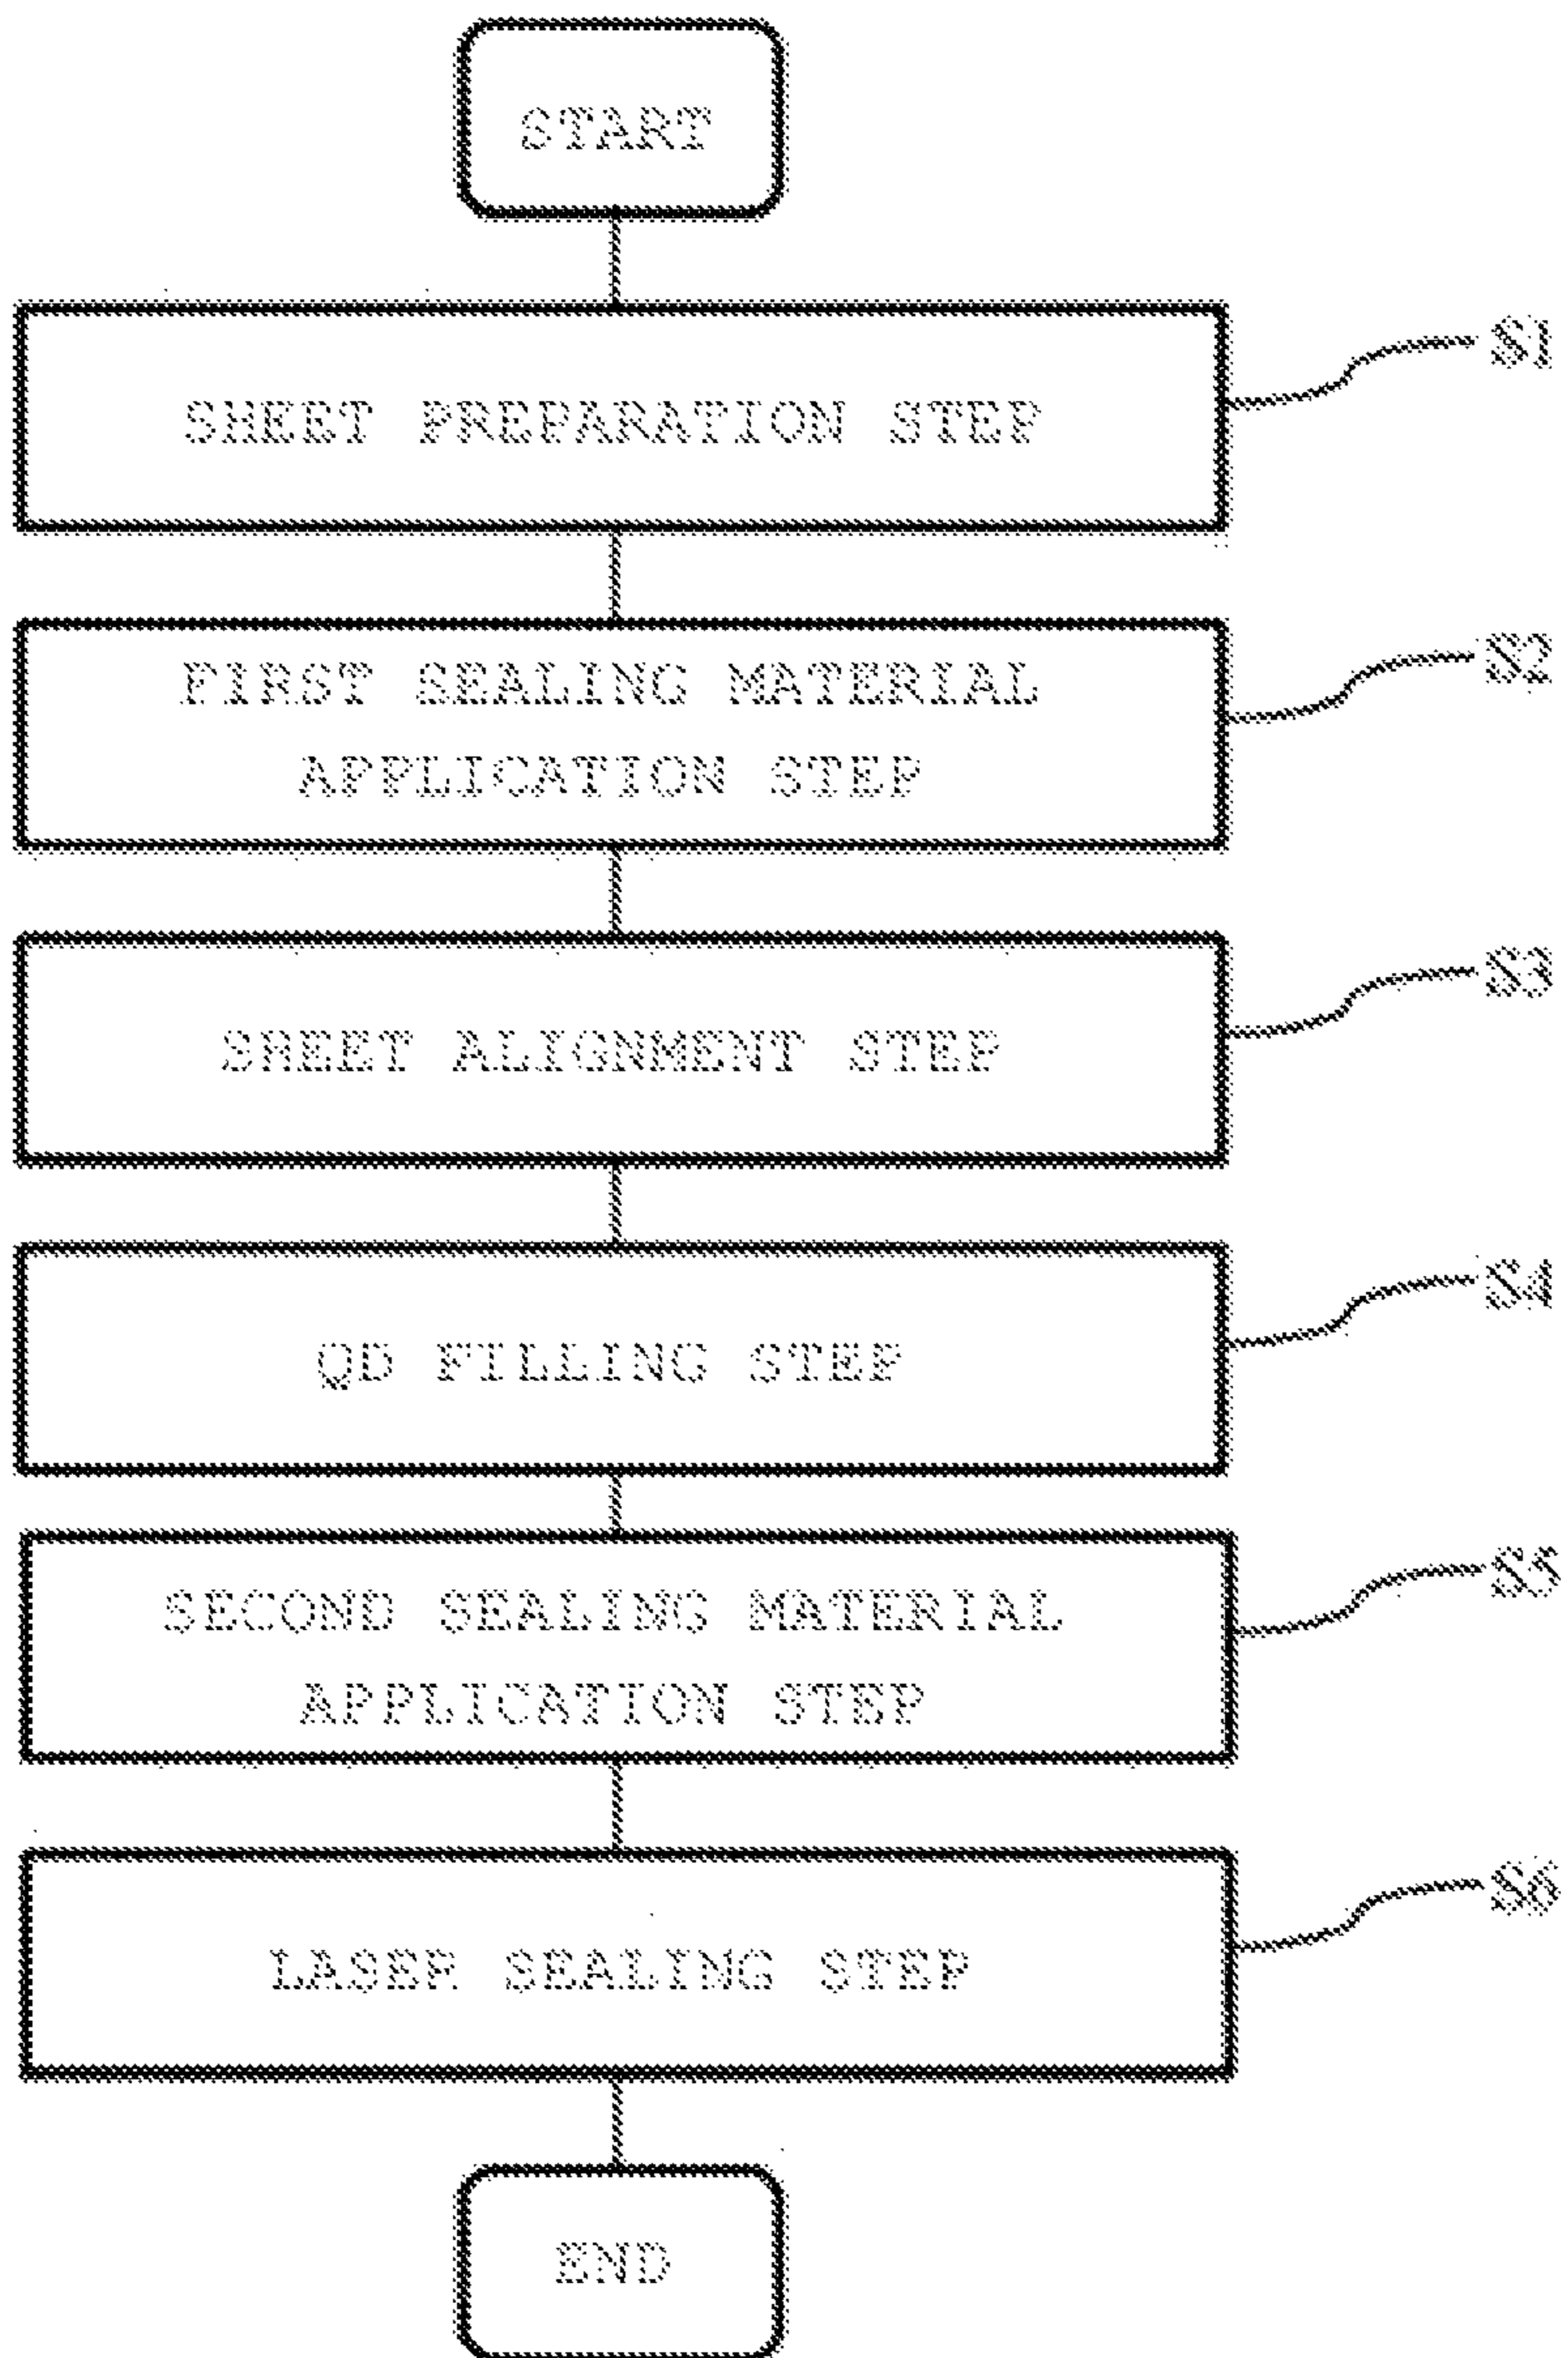 START
SHEET PREPARATION STEP
S1
FIRST SEALING MATERIAL
APPLICATION STEP
S2
SHEET ALIGNMENT STEP
S3
QD FILLING STEP
S4
SECOND SEALING MATERIAL
APPLICATION STEP
S5
LASER SEALING STEP
S6
END